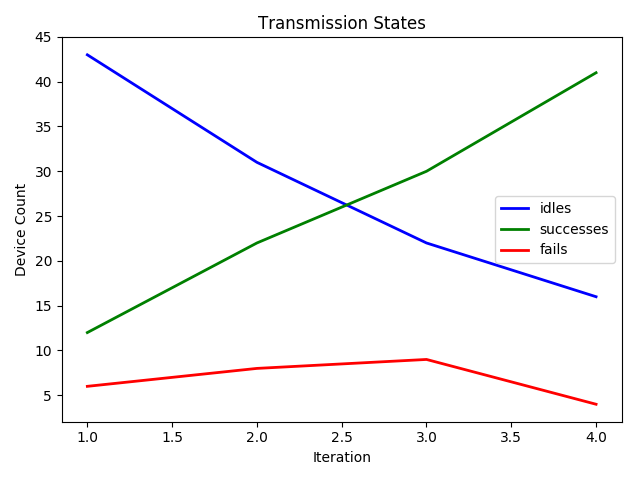 Transmission States
Device Count
45
40
35
30
25
20
15
10
5
idles
successes
fails
1.0 1.5 2.0 2.5 3.0 3.5 4.0
Iteration